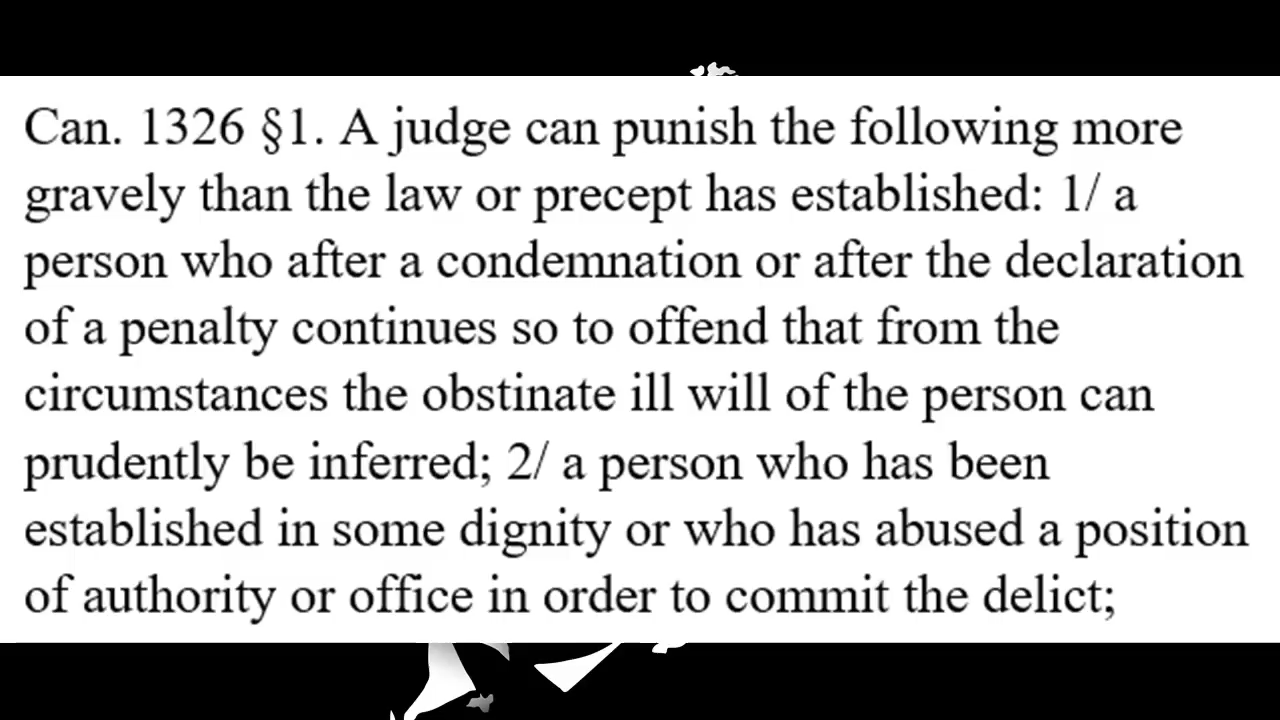 Can. 1326 §1. A judge can punish the following more
gravely than the law or precept has established: 1/ a
person who after a condemnation or after the declaration
of a penalty continues so to offend that from the
circumstances the obstinate ill will of the person can
prudently be inferred; 2/ a person who has been
established in some dignity or who has abused a position
of authority or office in order to commit the delict;